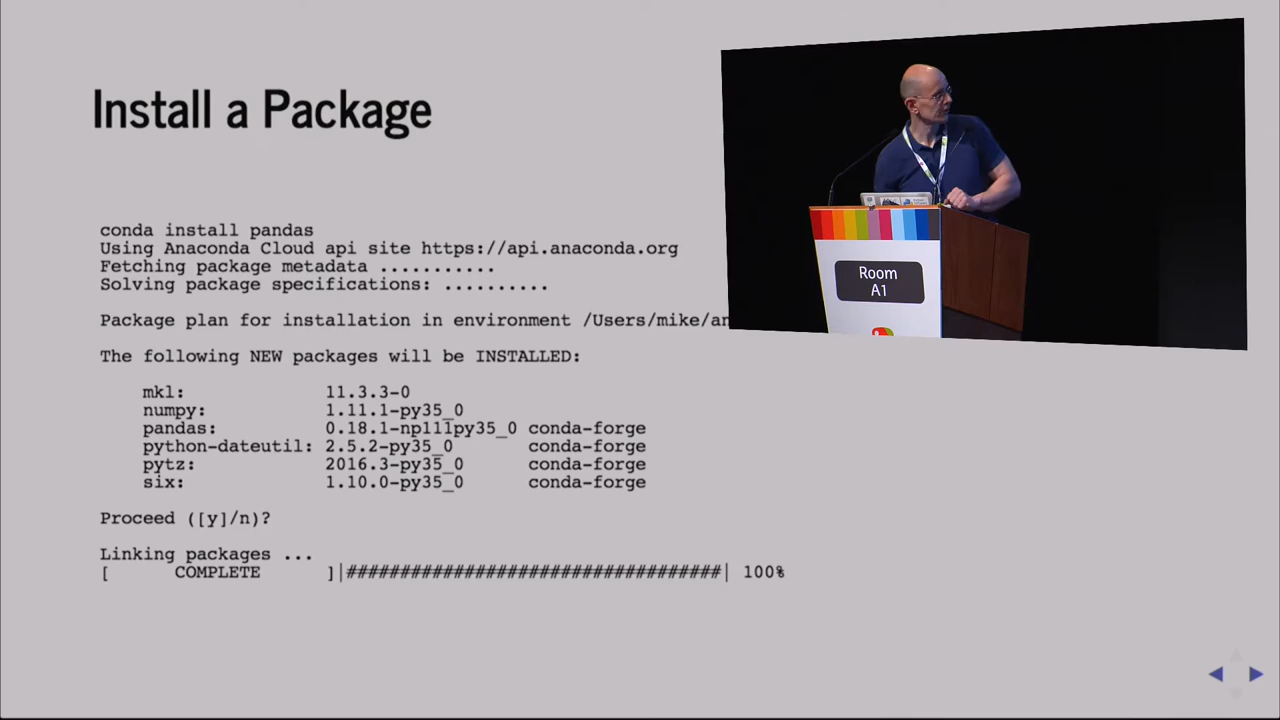 Install a Package
conda install pandas
Using Anaconda Cloud api site https://api.anaconda.org
Fetching package metadata ...........
Solving package specifications: ..........
Package plan for installation in environment /Users/mike/an
The following NEW packages will be INSTALLED:
mkl: 11.3.3-0
numpy: 1.11.1-py35_0
pandas: 0.18.1-np111py35_0 conda-forge
python-dateutil: 2.5.2-py35_0 conda-forge
pytz: 2016.3-py35_0 conda-forge
six: 1.10.0-py35_0 conda-forge
Proceed ([y]/n)?
Linking packages ...
[ COMPLETE ]|###################################| 100%
Room
A1